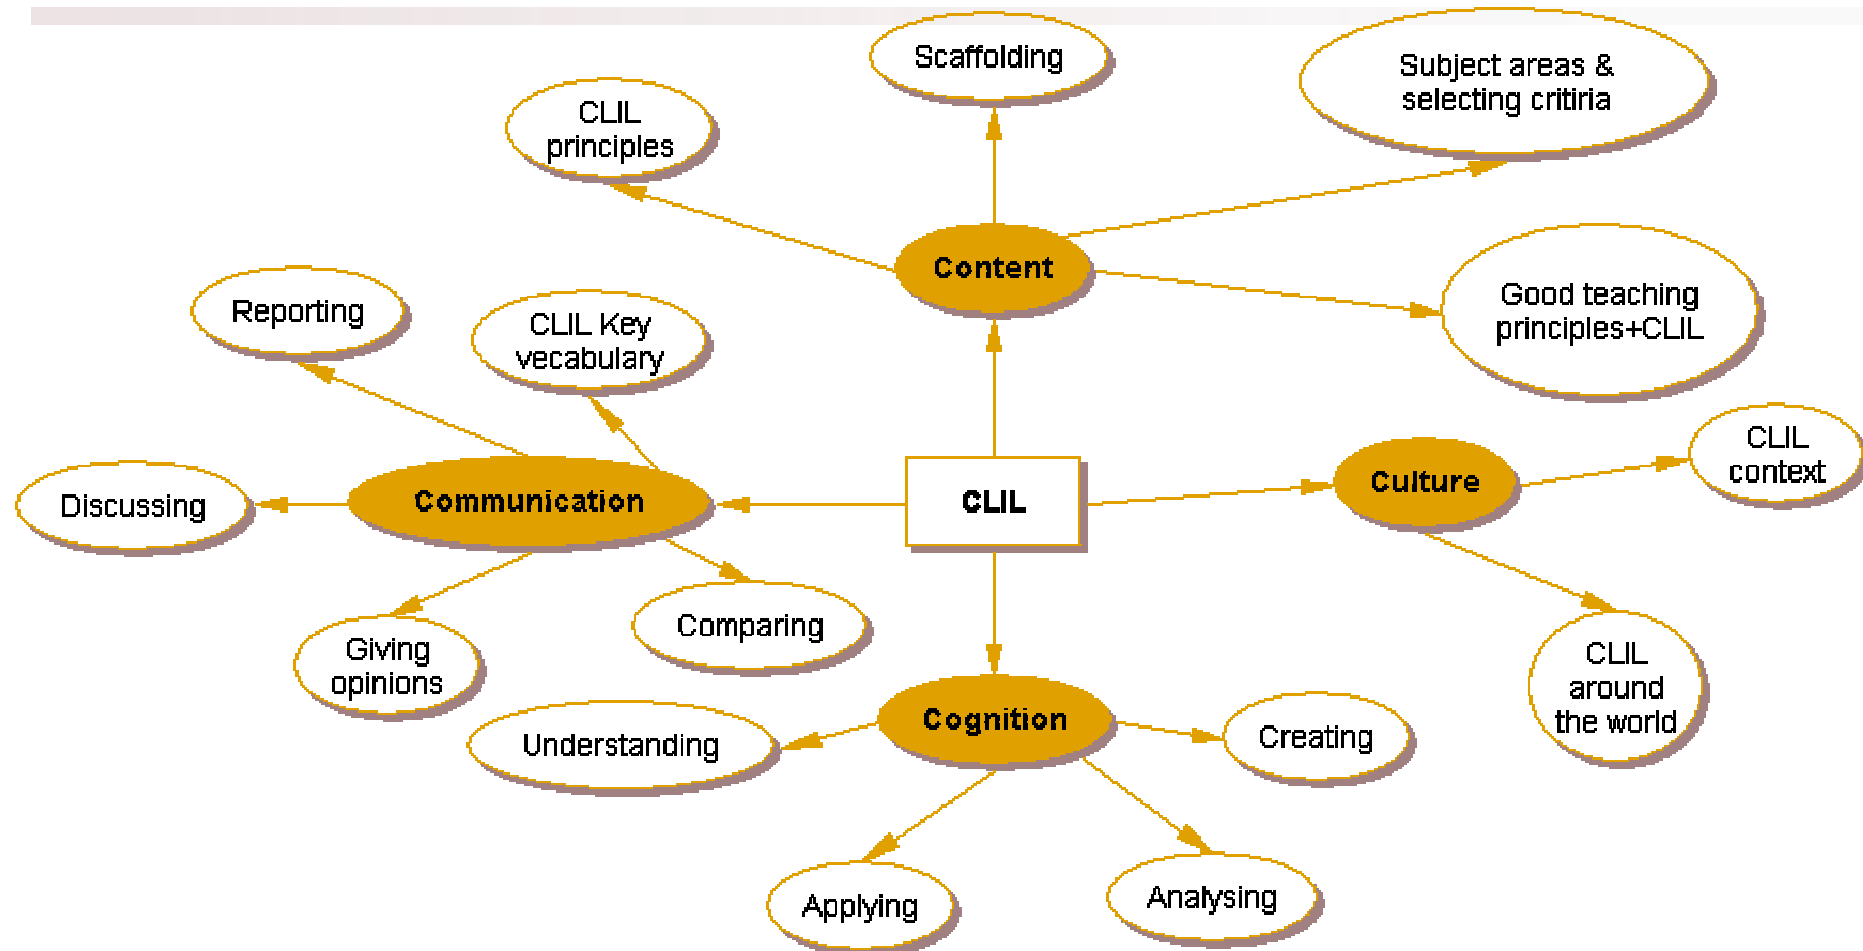 Scaffolding
Subject areas &
selecting critiria
CLIL
principles
Content
Good teaching
principles+CLIL
Reporting
CLIL Key
vecabulary
Discussing
Communication
CLIL
Culture
CLIL
context
Giving
opinions
Comparing
CLIL
around
the world
Understanding
Cognition
Creating
Applying
Analysing